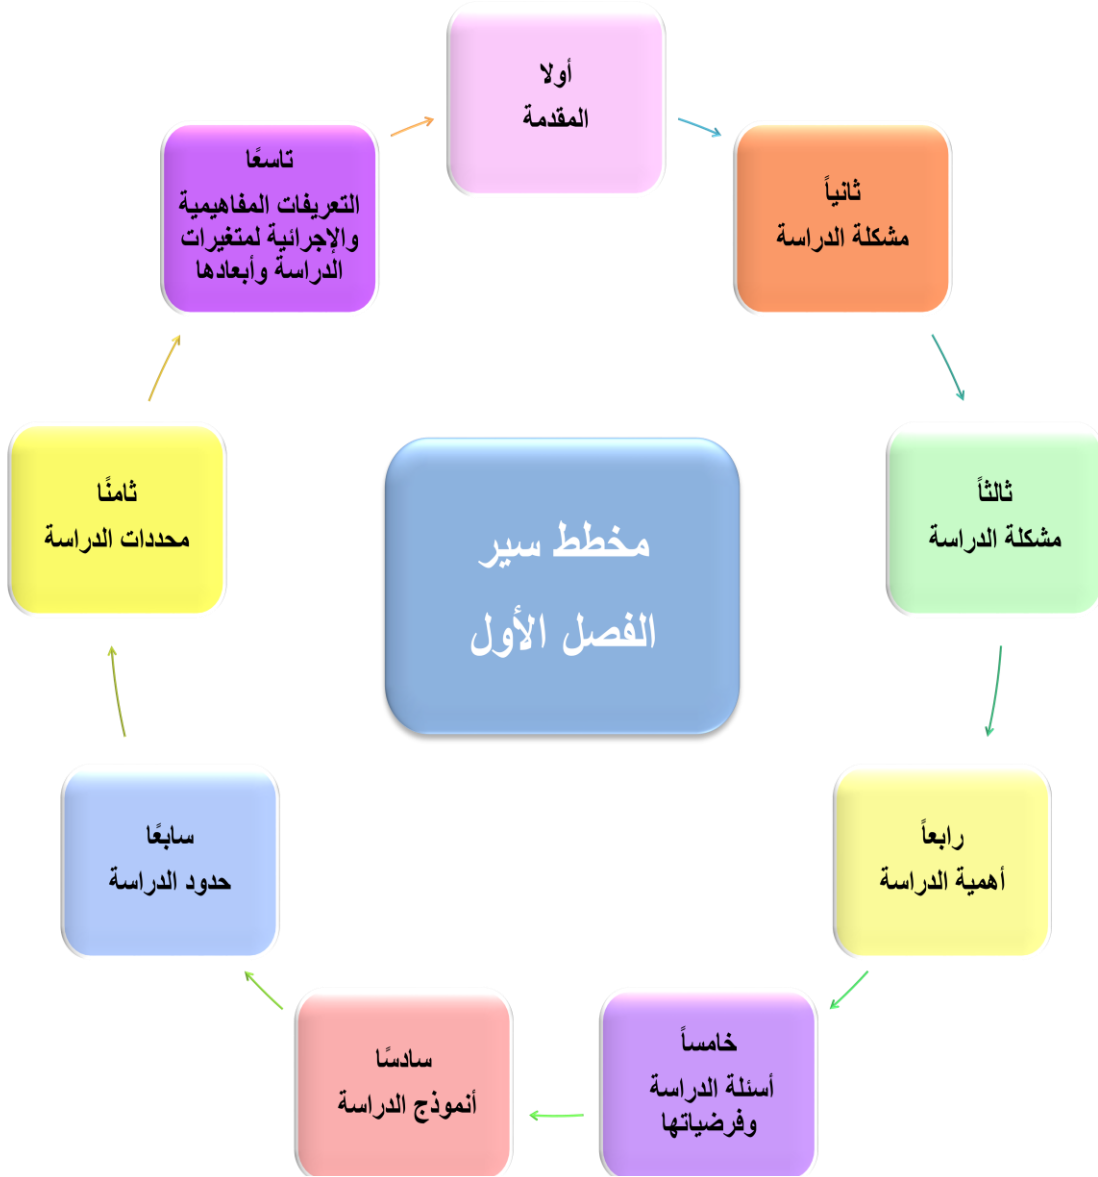 أولا
المقدمة
ثانياً
مشكلة الدراسة
ثالثاً
مشكلة الدراسة
رابعاً
أهمية الدراسة
خامساً
أسئلة الدراسة
وفرضياتها
سادسًا
أنموذج الدراسة
سابعًا
حدود الدراسة
ثامنًا
محددات الدراسة
تاسعًا
التعريفات المفاهيمية
والإجرائية لمتغيرات
الدراسة وأبعادها
مخطط سير
الفصل الأول